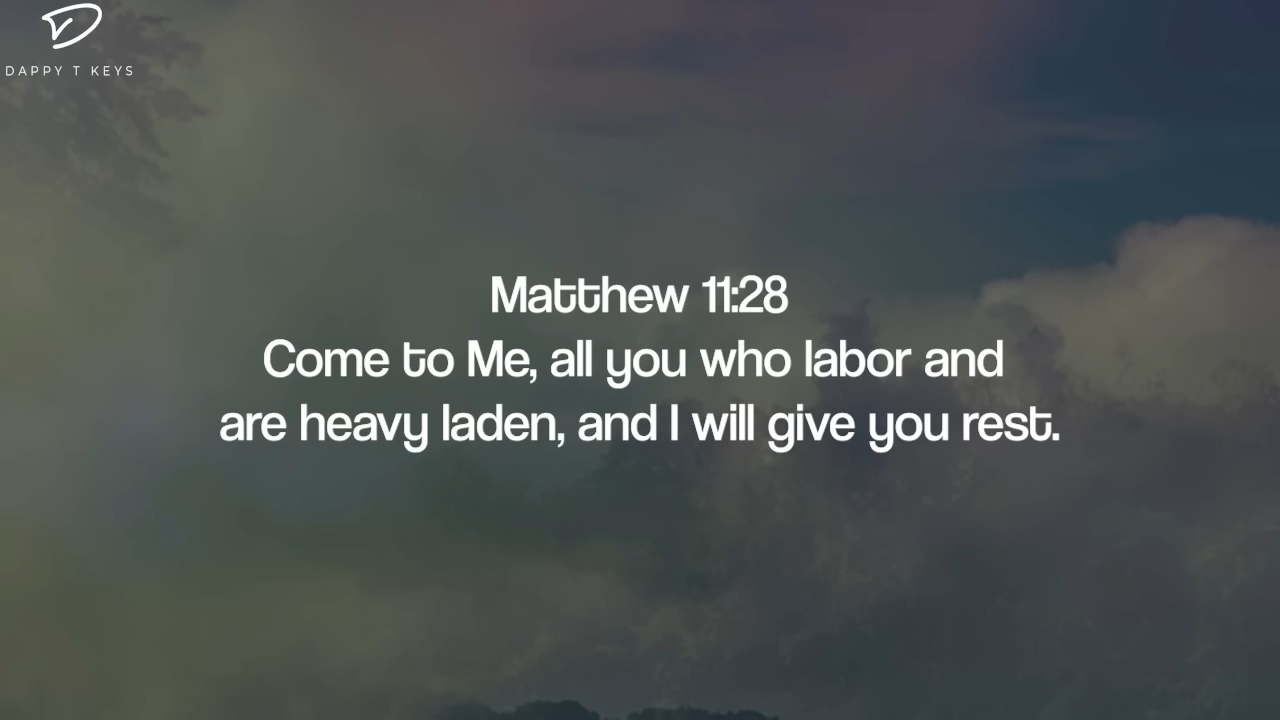 DAPPY T KEYS
Matthew 11:28
Come to Me, all you who labor and
are heavy laden, and I will give you rest.